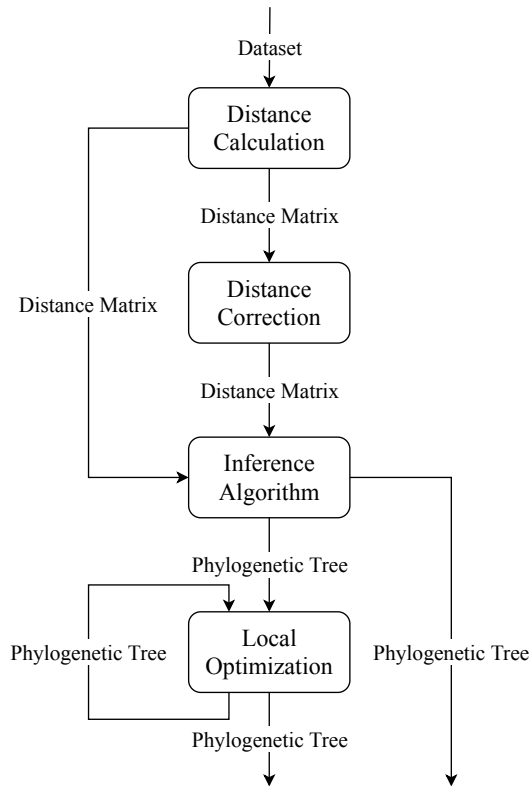 Dataset
Distance
Calculation
Distance Matrix
Distance Matrix
Distance
Correction
Distance Matrix
Inference
Algorithm
Phylogenetic Tree
Phylogenetic Tree
Local
Optimization
Phylogenetic Tree
Phylogenetic Tree